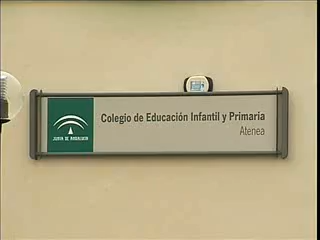 JUNTA DE ANDALUCIA
Colegio de Educación Infantil y Primaria
Atenea